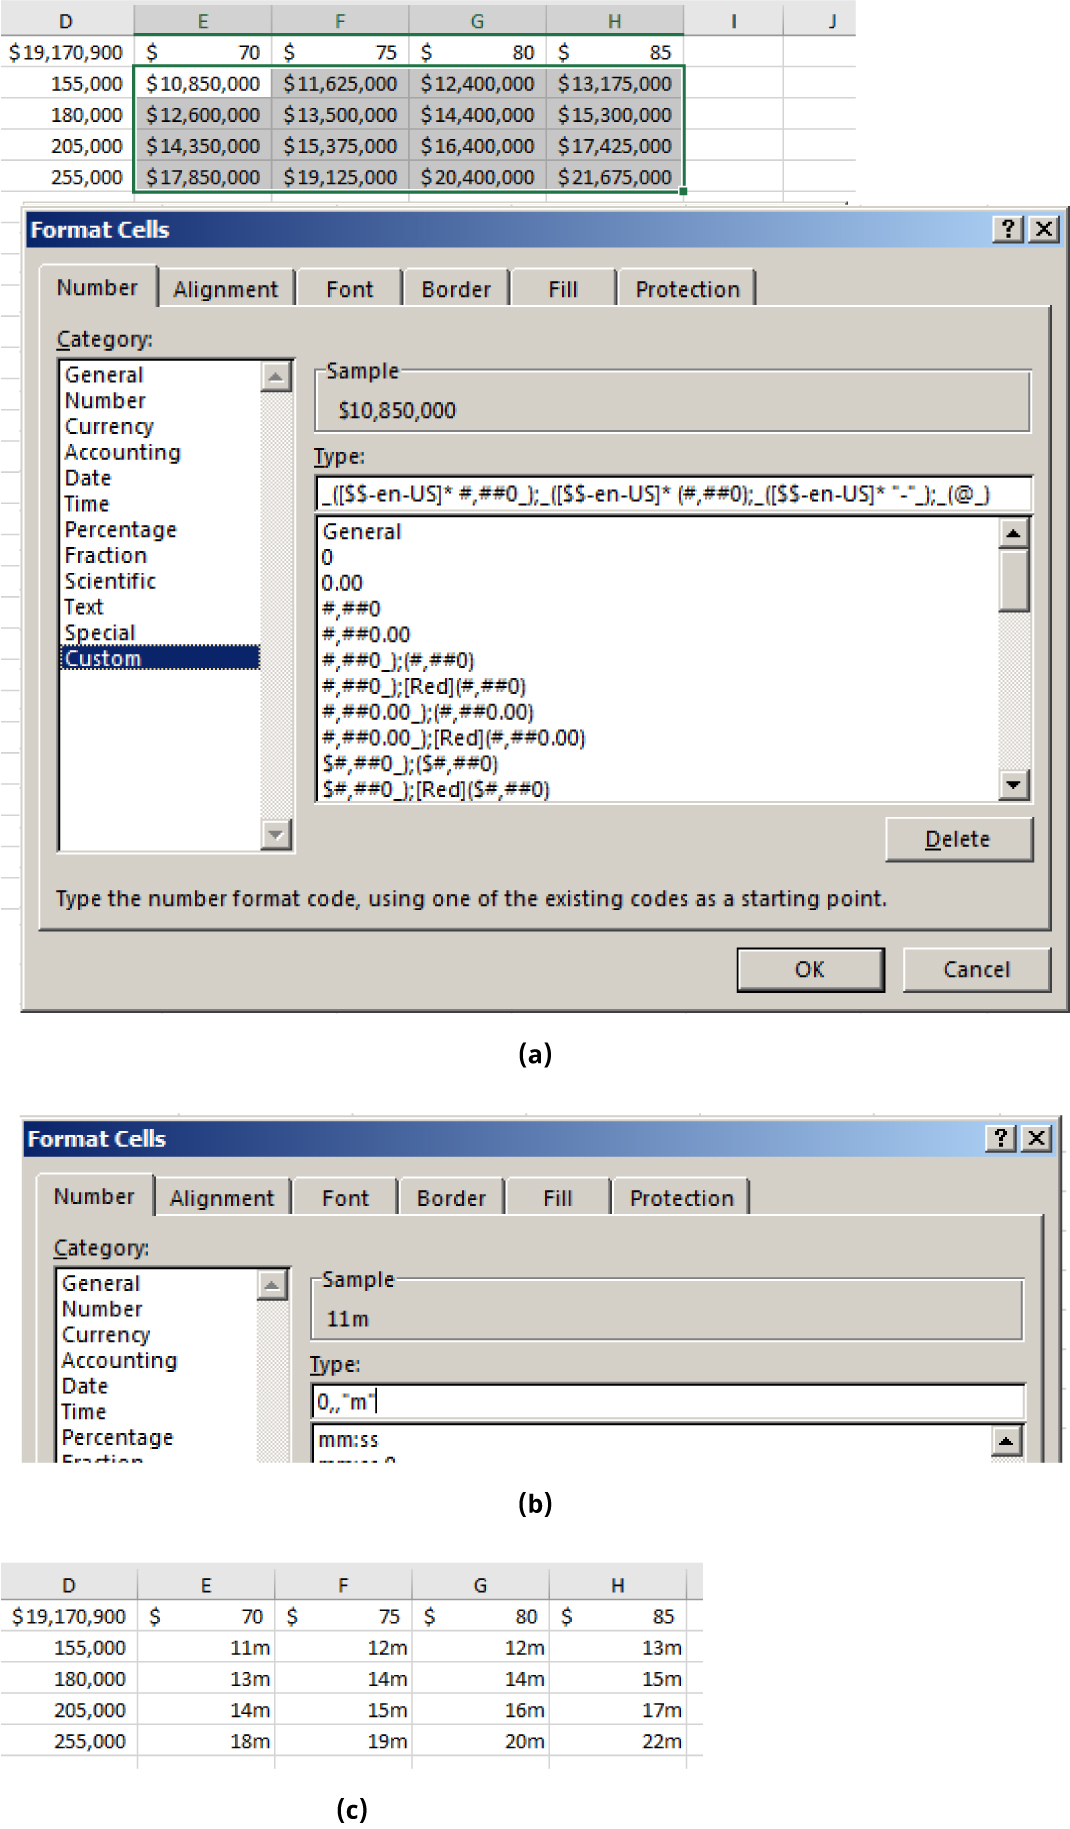 D E F G H I J
$19,170,900 $ 70 $ 75 $ 80 $ 85
155,000 $10,850,000 $11,625,000 $12,400,000 $13,175,000
180,000 $12,600,000 $13,500,000 $14,400,000 $15,300,000
205,000 $14,350,000 $15,375,000 $16,400,000 $17,425,000
255,000 $17,850,000 $19,125,000 $20,400,000 $21,675,000
Format Cells
Number Alignment Font Border Fill Protection
Category:
General
Number
Currency
Accounting
Date
Time
Percentage
Fraction
Scientific
Text
Special
Custom
Sample
$10,850,000
Type:
_([$$-en-US]* #,##0_);_([$$-en-US]* (#,##0);_([$$-en-US]* "-"_);_(@_)
General
0
0.00
#,##0
#,##0.00
#,##0_);(#,##0)
#,##0_);[Red](#,##0)
#,##0.00_);(#,##0.00)
#,##0.00_);[Red](#,##0.00)
$#,##0_);($#,##0)
$#,##0_);[Red]($#,##0)
Delete
Type the number format code, using one of the existing codes as a starting point.
OK Cancel
(a)
Format Cells
Number Alignment Font Border Fill Protection
Category:
General
Number
Currency
Accounting
Date
Time
Percentage
Fraction
Sample
11m
Type:
0,,"m"
mm:ss
(b)
D E F G H
$19,170,900 $ 70 $ 75 $ 80 $ 85
155,000 11m 12m 12m 13m
180,000 13m 14m 14m 15m
205,000 14m 15m 16m 17m
255,000 18m 19m 20m 22m
(c)